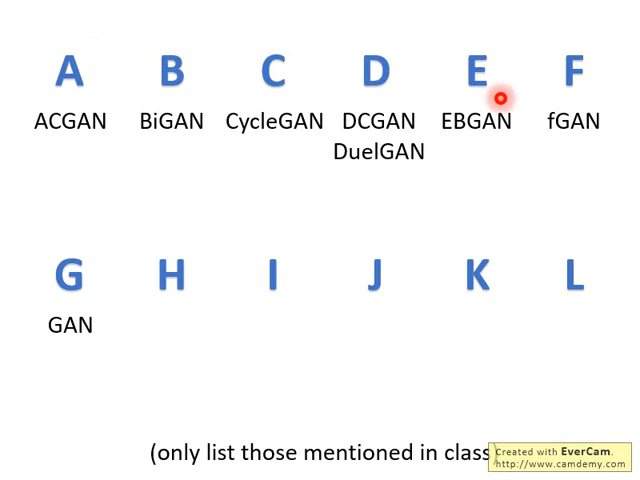 A B C D E F
ACGAN BiGAN CycleGAN DCGAN EBGAN fGAN
DuelGAN
G H I J K L
GAN
(only list those mentioned in class)
Created with EverCam.
http://www.camdemy.com